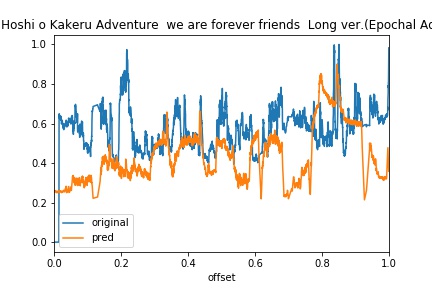 Hoshi o Kakeru Adventure  we are forever friends  Long ver.(Epochal Ad
1.0
0.8
0.6
0.4
0.2
0.0
original
pred
0.0 0.2 0.4 0.6 0.8 1.0
offset